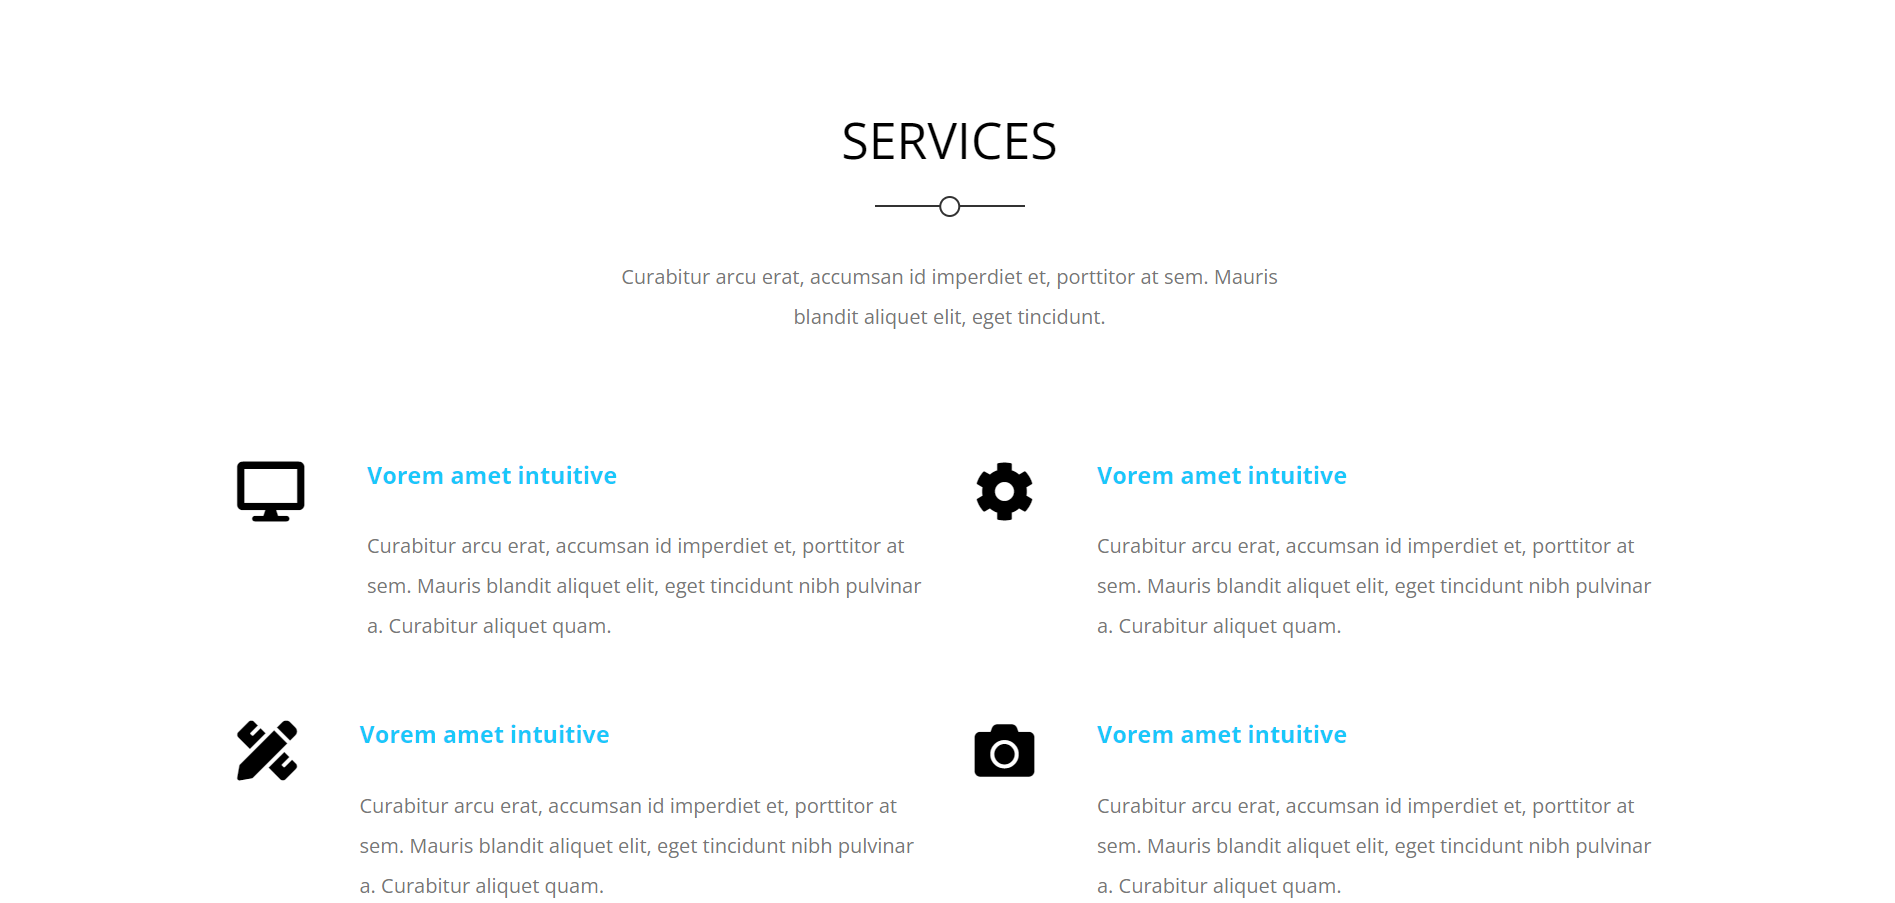 SERVICES
Curabitur arcu erat, accumsan id imperdiet et, porttitor at sem. Mauris
blandit aliquet elit, eget tincidunt.
Vorem amet intuitive
Curabitur arcu erat, accumsan id imperdiet et, porttitor at
sem. Mauris blandit aliquet elit, eget tincidunt nibh pulvinar
a. Curabitur aliquet quam.
Vorem amet intuitive
Curabitur arcu erat, accumsan id imperdiet et, porttitor at
sem. Mauris blandit aliquet elit, eget tincidunt nibh pulvinar
a. Curabitur aliquet quam.
Vorem amet intuitive
Curabitur arcu erat, accumsan id imperdiet et, porttitor at
sem. Mauris blandit aliquet elit, eget tincidunt nibh pulvinar
a. Curabitur aliquet quam.
Vorem amet intuitive
Curabitur arcu erat, accumsan id imperdiet et, porttitor at
sem. Mauris blandit aliquet elit, eget tincidunt nibh pulvinar
a. Curabitur aliquet quam.